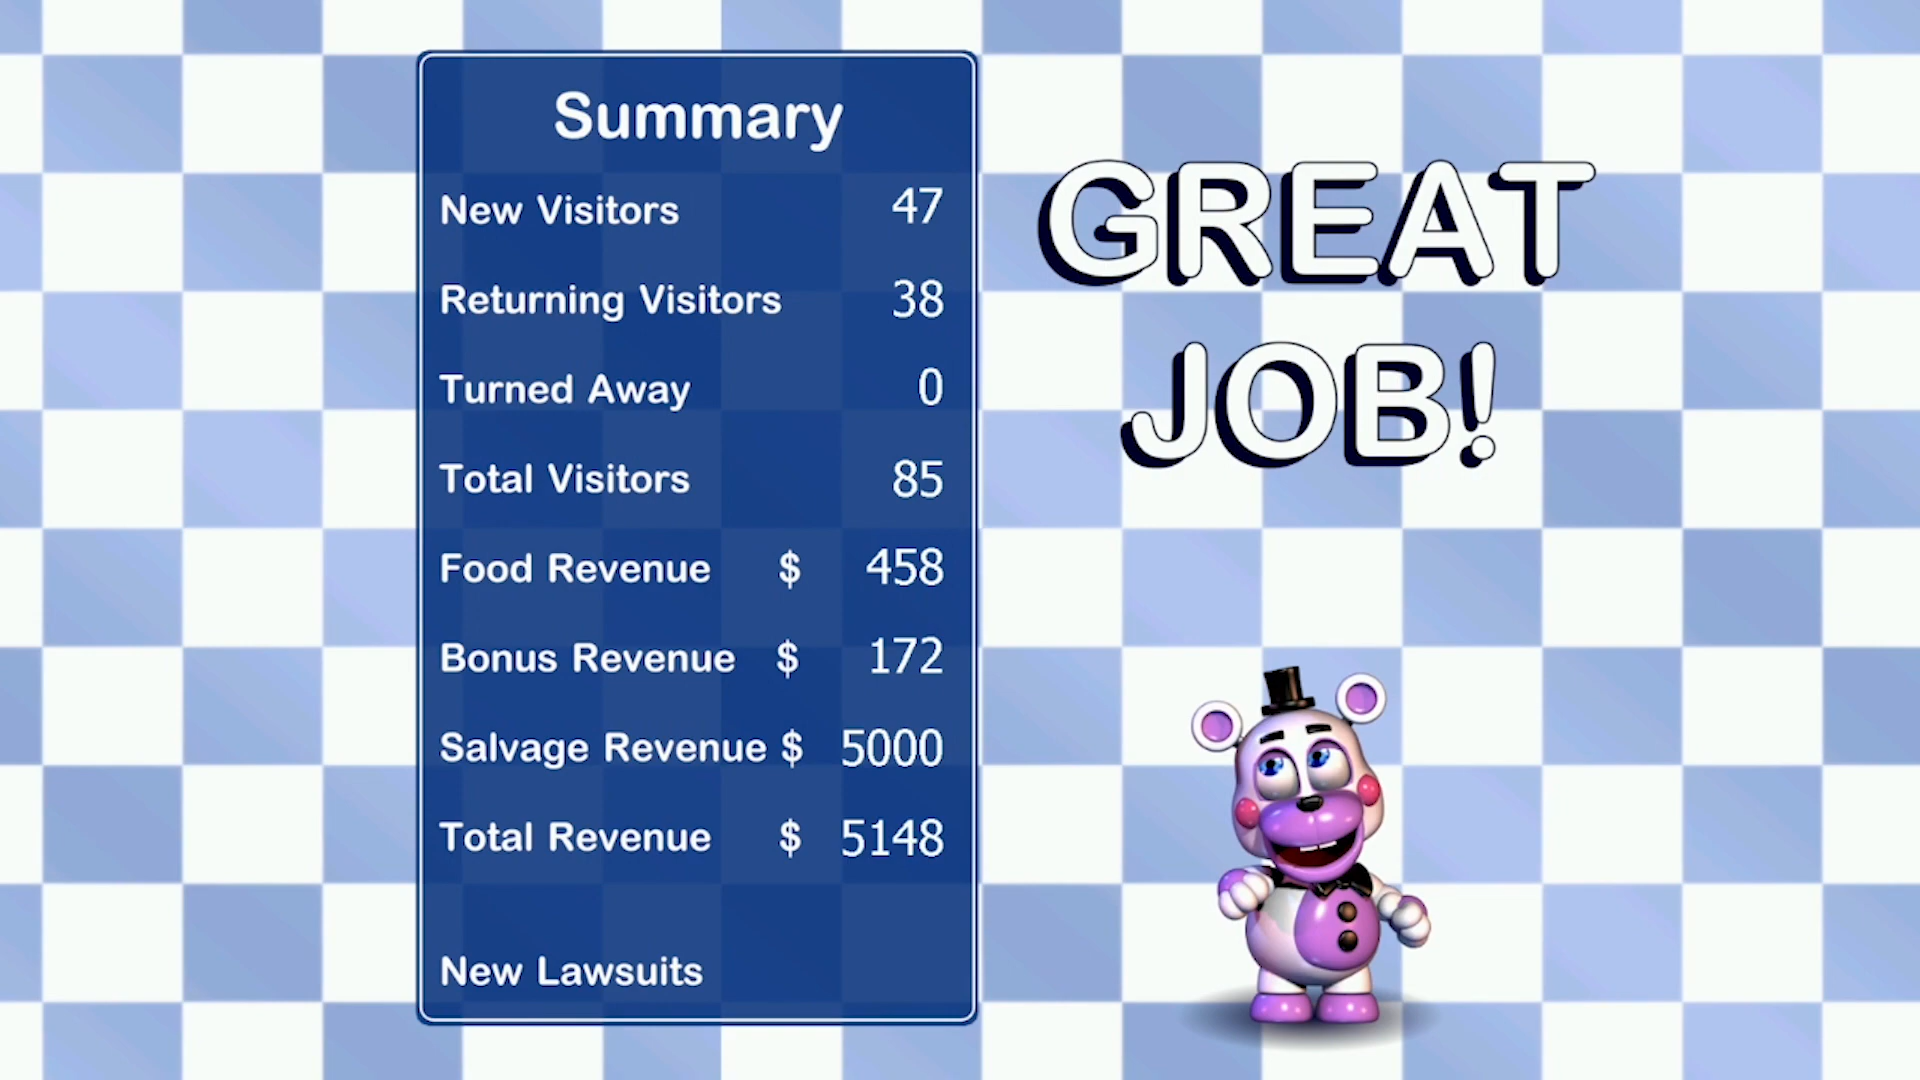 Summary
New Visitors 47
Returning Visitors 38
Turned Away 0
Total Visitors 85
Food Revenue $ 458
Bonus Revenue $ 172
Salvage Revenue $ 5000
Total Revenue $ 5148
New Lawsuits
GREAT
JOB!